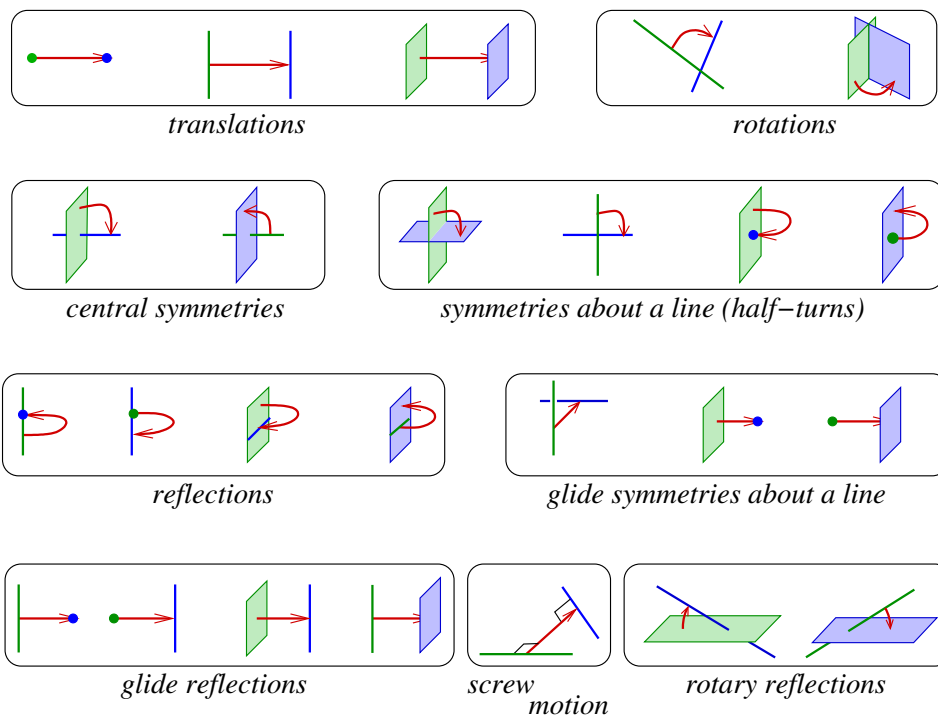 translations
rotations
central symmetries
symmetries about a line (half−turns)
reflections
glide symmetries about a line
glide reflections
screw
motion
rotary reflections